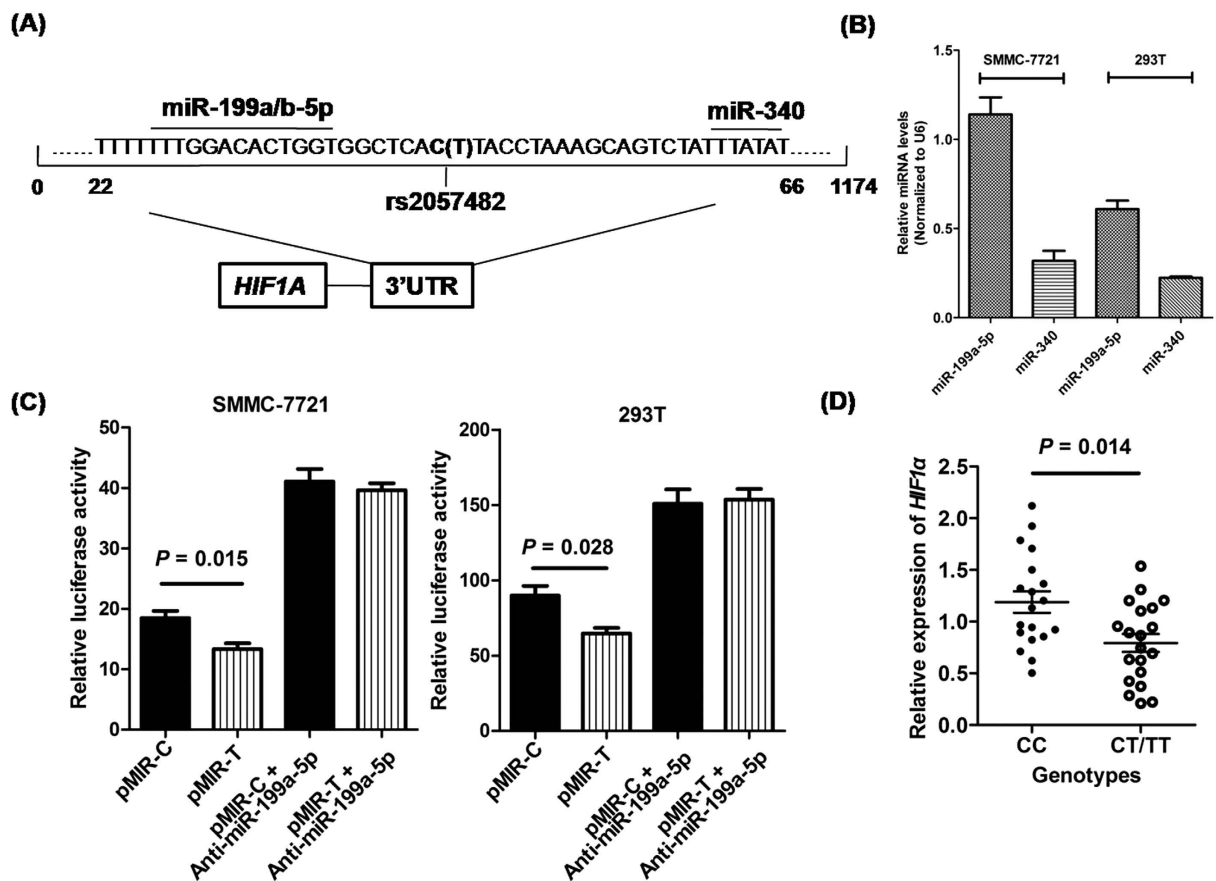 (A)
miR-199a/b-5p
miR-340
......TTTTTTTGGACACTGGTGGCTCAC(T)TACCTAAAGCAGTCTATTTATAT......
0
22
rs2057482
66
1174
HIF1A
3'UTR
(B)
Relative miRNA levels
(Normalized to U6)
1.5
1.0
0.5
0.0
SMMC-7721
293T
miR-199a-5p
miR-340
miR-199a-5p
miR-340
(C)
SMMC-7721
Relative luciferase activity
50
40
30
20
10
0
P = 0.015
pMIR-C
pMIR-T
pMIR-C +
Anti-miR-199a-5p
pMIR-T +
Anti-miR-199a-5p
293T
Relative luciferase activity
200
150
100
50
0
P = 0.028
pMIR-C
pMIR-T
pMIR-C +
Anti-miR-199a-5p
pMIR-T +
Anti-miR-199a-5p
(D)
P = 0.014
Relative expression of HIF1α
2.5
2.0
1.5
1.0
0.5
0.0
CC
CT/TT
Genotypes